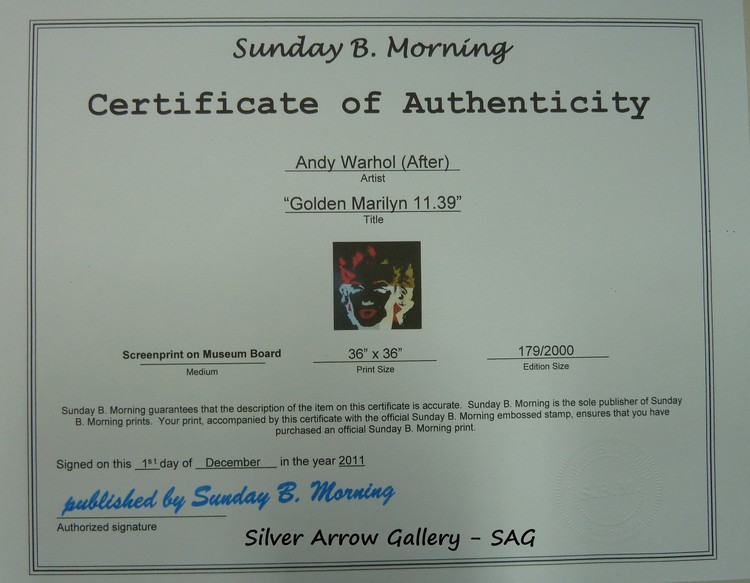 Sunday B. Morning
Certificate of Authenticity
Andy Warhol (After)
Artist
“Golden Marilyn 11.39”
Title
Screenprint on Museum Board
Medium
36” x 36”
Print Size
179/2000
Edition Size
Sunday B. Morning guarantees that the description of the item on this certificate is accurate. Sunday B. Morning is the sole publisher of Sunday
B. Morning prints. Your print, accompanied by this certificate with the official Sunday B. Morning embossed stamp, ensures that you have
purchased an official Sunday B. Morning print.
Signed on this 1st day of December in the year 2011
published by Sunday B. Morning
Authorized signature
Silver Arrow Gallery - SAG